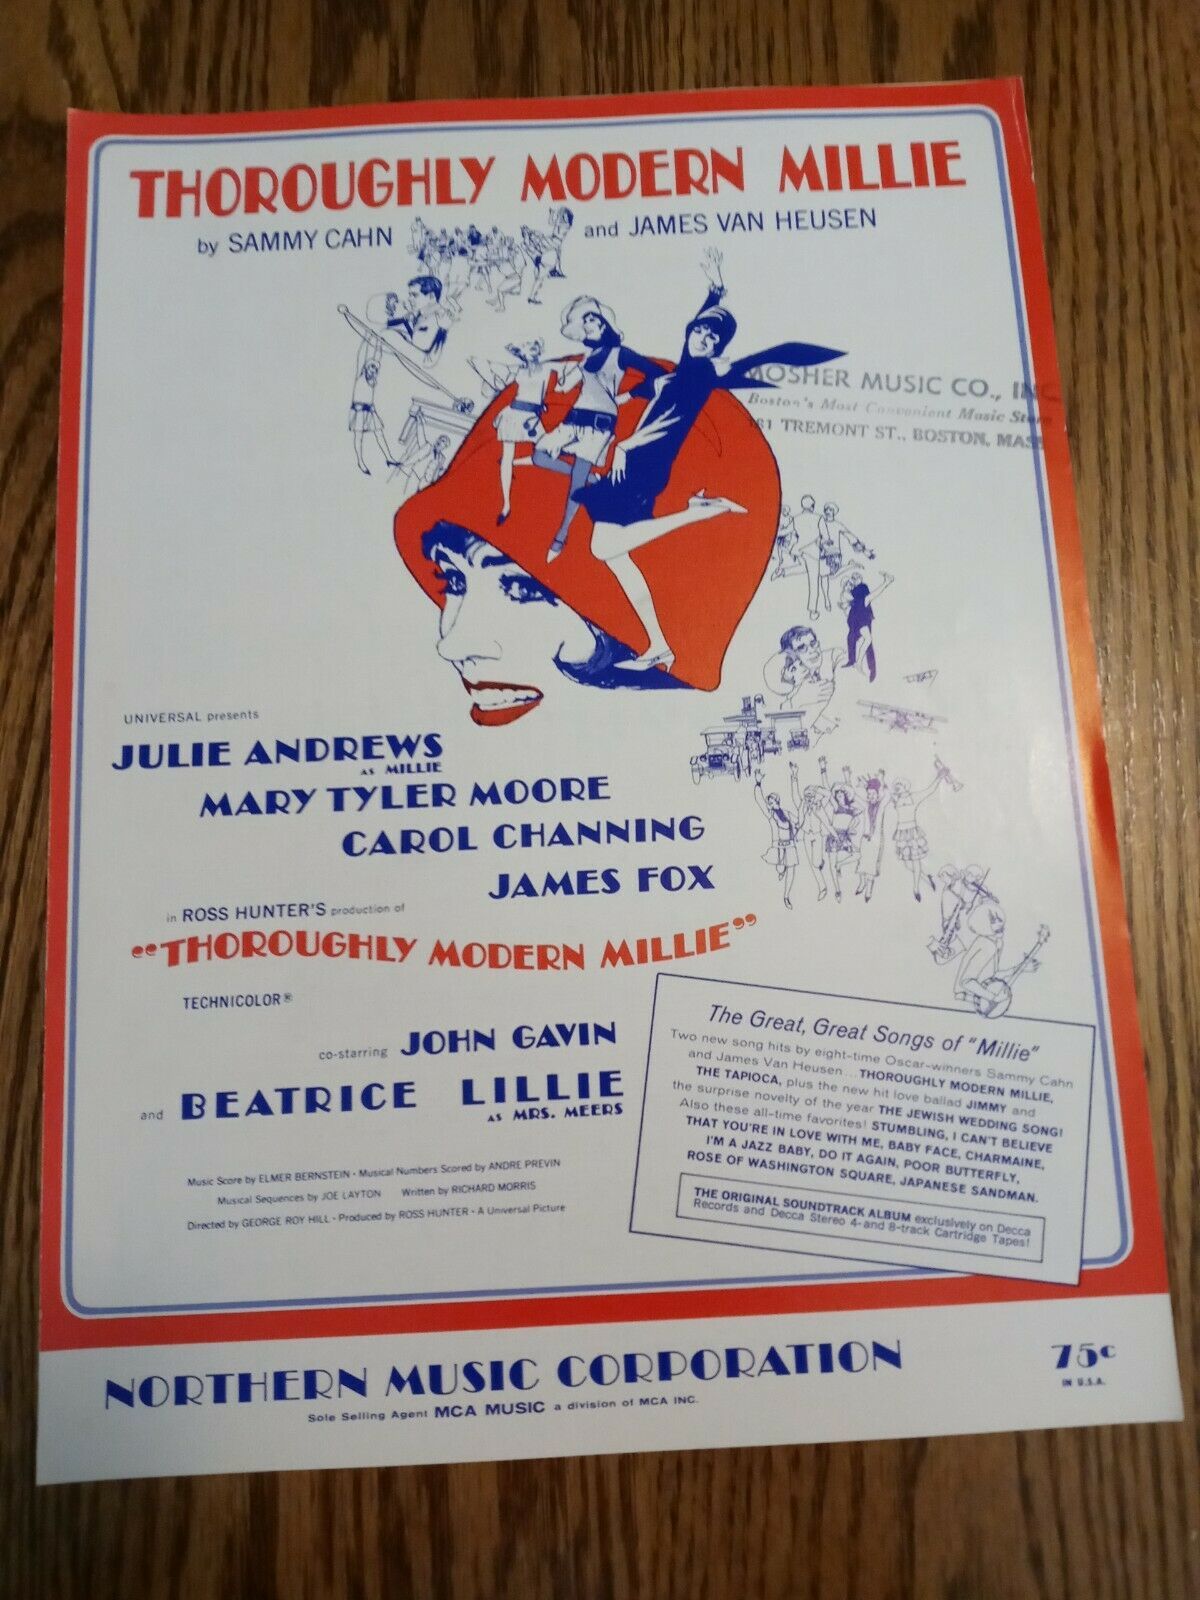 THOROUGHLY MODERN MILLIE
by SAMMY CAHN and JAMES VAN HEUSEN
MOSHER MUSIC CO., INC
Boston's Most Convenient Music Store
TREMONT ST., BOSTON, MASS
UNIVERSAL presents
JULIE ANDREWS
AS MILLIE
MARY TYLER MOORE
CAROL CHANNING
JAMES FOX
in ROSS HUNTER'S production of
"THOROUGHLY MODERN MILLIE"
TECHNICOLOR®
co-starring JOHN GAVIN
and BEATRICE LILLIE
AS MRS. MEERS
Music Score by ELMER BERNSTEIN · Musical Numbers Scored by ANDRE PREVIN
Musical Sequences by JOE LAYTON Written by RICHARD MORRIS
Directed by GEORGE ROY HILL · Produced by ROSS HUNTER · A Universal Picture
The Great, Great Songs of "Millie"
Two new song hits by eight-time Oscar-winners Sammy Cahn
and James Van Heusen...THOROUGHLY MODERN MILLIE,
THE TAPIOCA, plus the new hit love ballad JIMMY and
the surprise novelty of the year THE JEWISH WEDDING SONG!
Also these all-time favorites! STUMBLING, I CAN'T BELIEVE
THAT YOU'RE IN LOVE WITH ME, BABY FACE, CHARMAINE,
I'M A JAZZ BABY, DO IT AGAIN, POOR BUTTERFLY,
ROSE OF WASHINGTON SQUARE, JAPANESE SANDMAN.
THE ORIGINAL SOUNDTRACK ALBUM exclusively on Decca
Records and Decca Stereo 4-and 8-track Cartridge Tapes!
NORTHERN MUSIC CORPORATION
Sole Selling Agent MCA MUSIC a division of MCA INC.
75c
IN U.S.A.